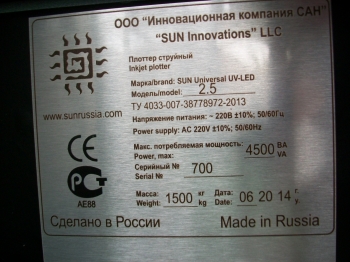 ООО "Инновационная компания САН"
"SUN Innovations" LLC
Плоттер струйный
Inkjet plotter
Марка/brand: SUN Universal UV-LED
Модель/model: 2.5
ТУ 4033-007-38778972-2013
www.sunrussia.com
Напряжение питания: ~ 220В ±10%; 50/60Гц
Power supply: AC 220V ±10%; 50/60Hz
Макс. потребляемая мощность: 4500 ВА
Power, max: VA
Серийный № 700
Serial №
Масса: 1500 кг Дата: 06 20 14 г.
Weight: kg Date: y.
CE
РСТ
АЕ88
Сделано в России Made in Russia